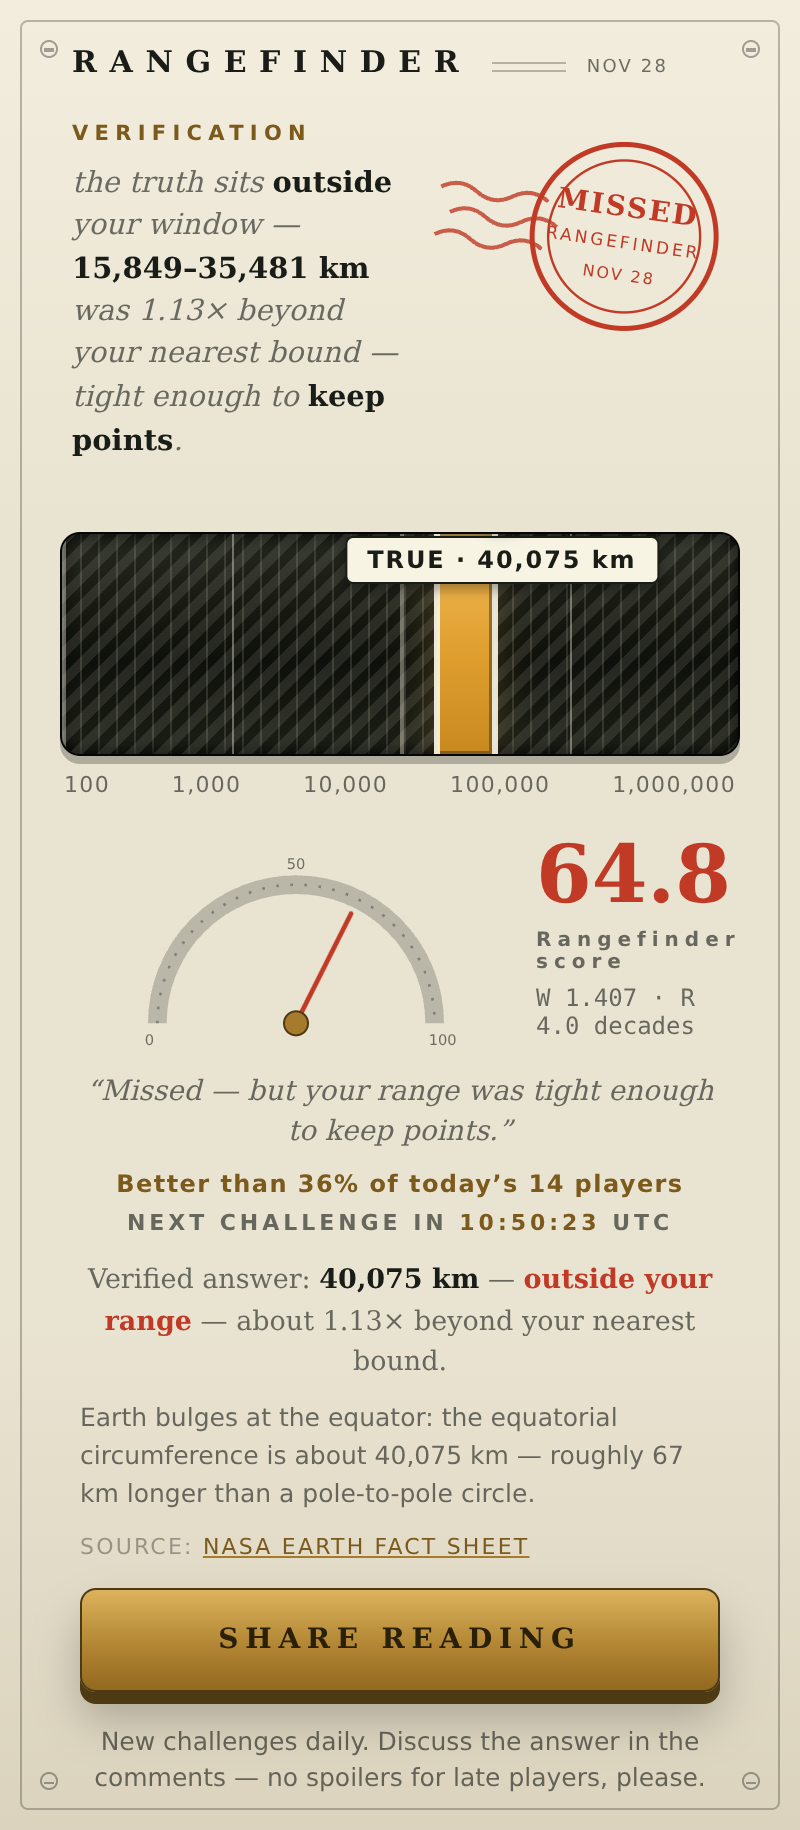 RANGEFINDER
NOV 28
VERIFICATION
the truth sits outside
your window —
15,849–35,481 km
was 1.13× beyond
your nearest bound —
tight enough to keep
points.
MISSED
RANGEFINDER
NOV 28
TRUE · 40,075 km
100 1,000 10,000 100,000 1,000,000
50
0
100
64.8
Rangefinder
score
W 1.407 · R
4.0 decades
“Missed — but your range was tight enough
to keep points.”
Better than 36% of today’s 14 players
NEXT CHALLENGE IN 10:50:23 UTC
Verified answer: 40,075 km — outside your
range — about 1.13× beyond your nearest
bound.
Earth bulges at the equator: the equatorial
circumference is about 40,075 km — roughly 67
km longer than a pole-to-pole circle.
SOURCE: NASA EARTH FACT SHEET
SHARE READING
New challenges daily. Discuss the answer in the
comments — no spoilers for late players, please.